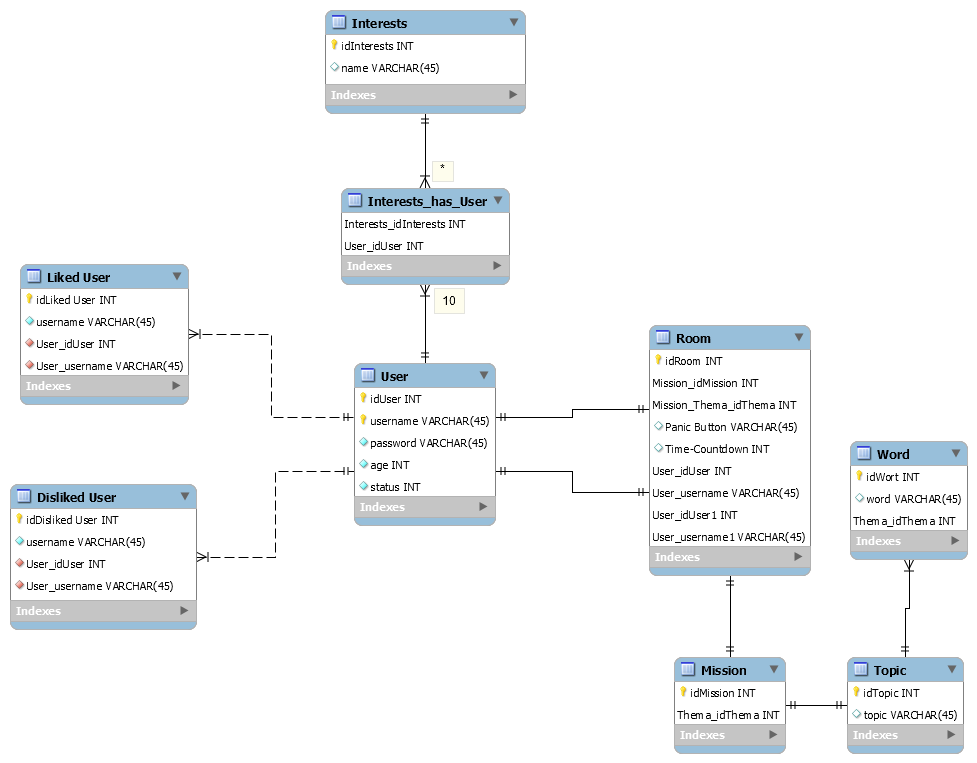 Interests
idInterests INT
name VARCHAR(45)
Indexes
*
Interests_has_User
Interests_idInterests INT
User_idUser INT
Indexes
10
Liked User
idLiked User INT
username VARCHAR(45)
User_idUser INT
User_username VARCHAR(45)
Indexes
User
idUser INT
username VARCHAR(45)
password VARCHAR(45)
age INT
status INT
Indexes
Disliked User
idDisliked User INT
username VARCHAR(45)
User_idUser INT
User_username VARCHAR(45)
Indexes
Room
idRoom INT
Mission_idMission INT
Mission_Thema_idThema INT
Panic Button VARCHAR(45)
Time-Countdown INT
User_idUser INT
User_username VARCHAR(45)
User_idUser1 INT
User_username1 VARCHAR(45)
Indexes
Word
idWort INT
word VARCHAR(45)
Thema_idThema INT
Indexes
Mission
idMission INT
Thema_idThema INT
Indexes
Topic
idTopic INT
topic VARCHAR(45)
Indexes